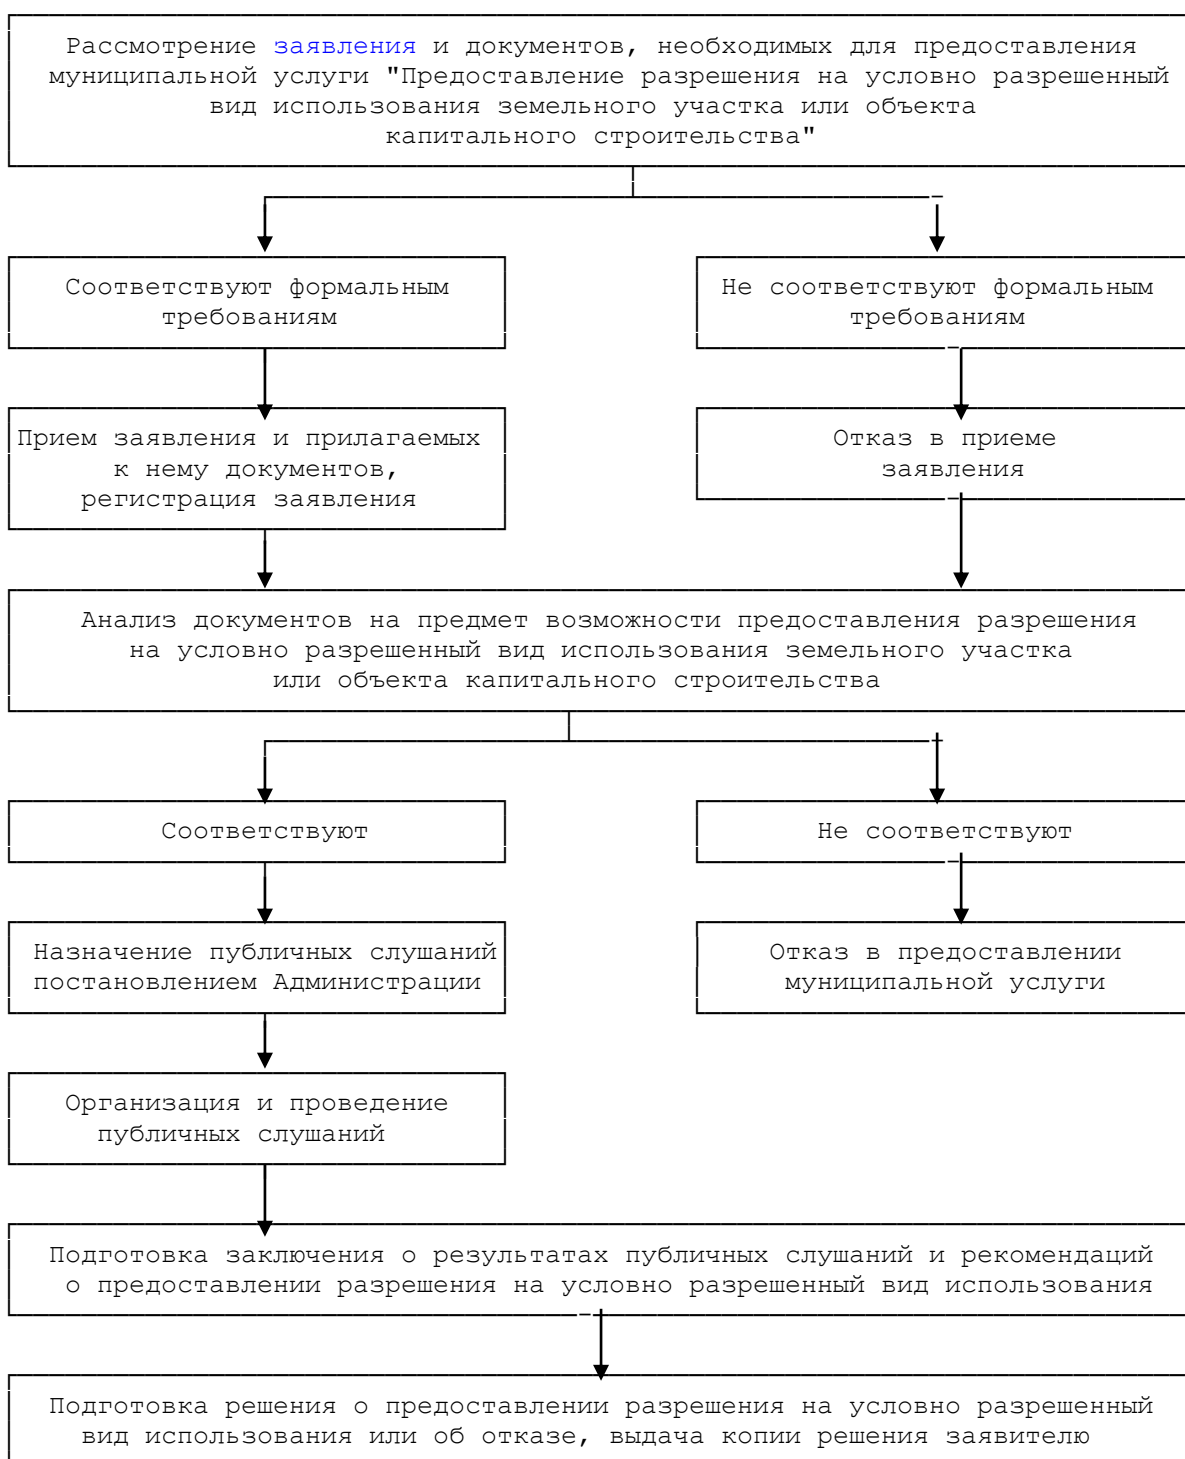 Рассмотрение заявления и документов, необходимых для предоставления
муниципальной услуги "Предоставление разрешения на условно разрешенный
вид использования земельного участка или объекта
капитального строительства"
Соответствуют формальным
требованиям
Не соответствуют формальным
требованиям
Прием заявления и прилагаемых
к нему документов,
регистрация заявления
Отказ в приеме
заявления
Анализ документов на предмет возможности предоставления разрешения
на условно разрешенный вид использования земельного участка
или объекта капитального строительства
Соответствуют
Не соответствуют
Назначение публичных слушаний
постановлением Администрации
Отказ в предоставлении
муниципальной услуги
Организация и проведение
публичных слушаний
Подготовка заключения о результатах публичных слушаний и рекомендаций
о предоставлении разрешения на условно разрешенный вид использования
Подготовка решения о предоставлении разрешения на условно разрешенный
вид использования или об отказе, выдача копии решения заявителю